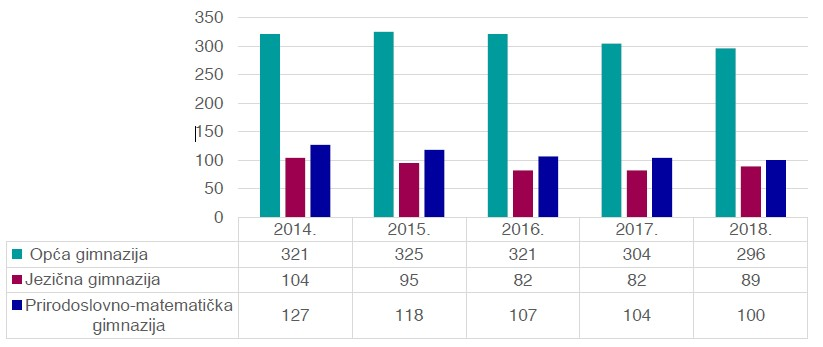 350
300
250
200
150
100
50
0
2014. 2015. 2016. 2017. 2018.
Opća gimnazija 321 325 321 304 296
Jezična gimnazija 104 95 82 82 89
Prirodoslovno-matematička
gimnazija 127 118 107 104 100